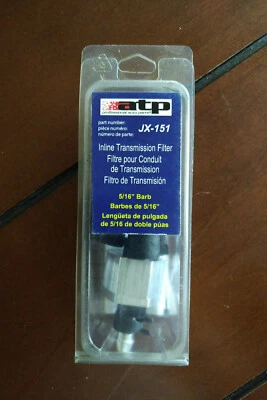 atp
part number:
pièce numéro: JX-151
número de parte:
Inline Transmission Filter
Filtre pour Conduit
de Transmission
Filtro de Transmisión
5/16" Barb
Barbes de 5/16"
Lengüeta de pulgada
de 5/16 de doble púas